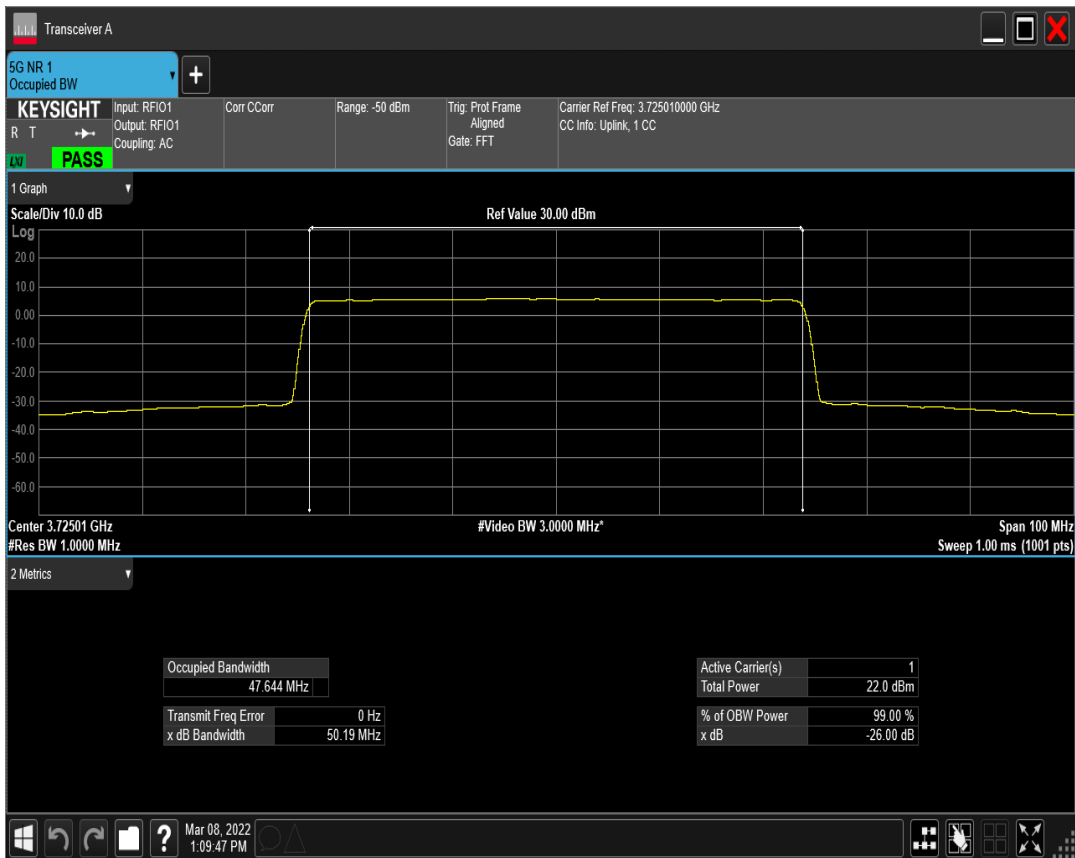 Transceiver A
5G NR 1
Occupied BW
+
KEYSIGHT
R T
LXI
PASS
Input: RFIO1
Output: RFIO1
Coupling: AC
Corr CCorr
Range: -50 dBm
Trig: Prot Frame
Aligned
Gate: FFT
Carrier Ref Freq: 3.725010000 GHz
CC Info: Uplink, 1 CC
1 Graph
Scale/Div 10.0 dB
Ref Value 30.00 dBm
Log
20.0
10.0
0.00
-10.0
-20.0
-30.0
-40.0
-50.0
-60.0
Center 3.72501 GHz
#Video BW 3.0000 MHz*
Span 100 MHz
#Res BW 1.0000 MHz
Sweep 1.00 ms (1001 pts)
2 Metrics
Occupied Bandwidth
47.644 MHz
Transmit Freq Error 0 Hz
x dB Bandwidth 50.19 MHz
Active Carrier(s) 1
Total Power 22.0 dBm
% of OBW Power 99.00 %
x dB -26.00 dB
?
Mar 08, 2022
1:09:47 PM